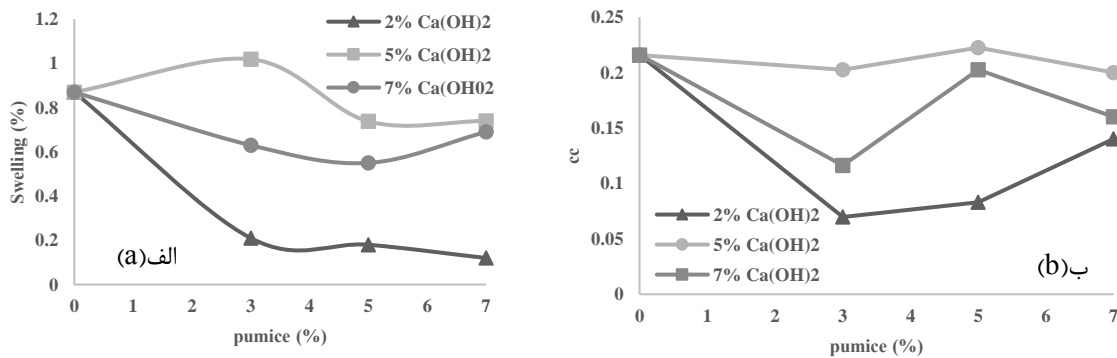 1.2
1
0.8
0.6
0.4
0.2
0
Swelling (%)
2% Ca(OH)2
5% Ca(OH)2
7% Ca(OH02
الف(a)
0 1 2 3 4 5 6 7
pumice (%)
0.25
0.2
0.15
0.1
0.05
0
cc
2% Ca(OH)2
5% Ca(OH)2
7% Ca(OH)2
ب(b)
0 1 2 3 4 5 6 7
pumice (%)